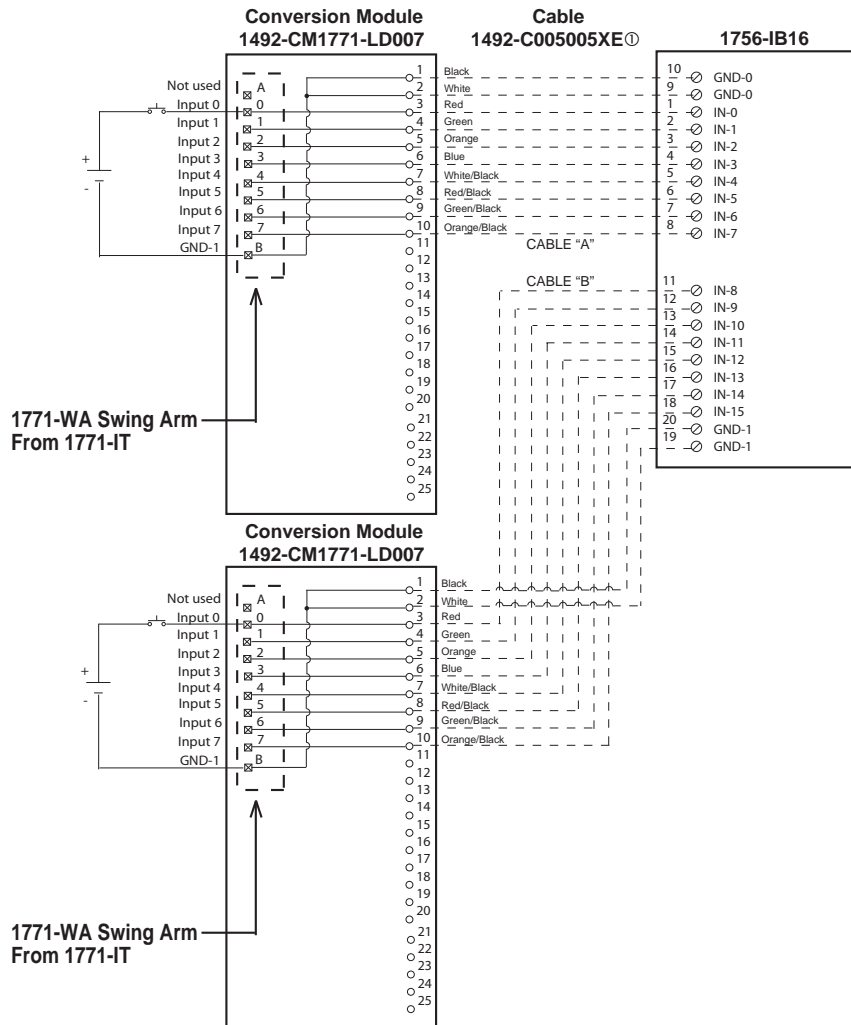 Conversion Module
1492-CM1771-LD007
Cable
1492-C005005XE①
1756-IB16
Not used A
Input 0 0
Input 1 1
Input 2 2
Input 3 3
Input 4 4
Input 5 5
Input 6 6
Input 7 7
GND-1 B
+
-
1 Black 10 GND-0
2 White 9 GND-0
3 Red 1 IN-0
4 Green 2 IN-1
5 Orange 3 IN-2
6 Blue 4 IN-3
7 White/Black 5 IN-4
8 Red/Black 6 IN-5
9 Green/Black 7 IN-6
10 Orange/Black 8 IN-7
11
12
13
14
15
16
17
18
19
20
21
22
23
24
25
CABLE “A”
CABLE “B”
11 IN-8
12 IN-9
13 IN-10
14 IN-11
15 IN-12
16 IN-13
17 IN-14
18 IN-15
20 GND-1
19 GND-1
1771-WA Swing Arm
From 1771-IT
Conversion Module
1492-CM1771-LD007
Not used A
Input 0 0
Input 1 1
Input 2 2
Input 3 3
Input 4 4
Input 5 5
Input 6 6
Input 7 7
GND-1 B
+
-
1 Black
2 White
3 Red
4 Green
5 Orange
6 Blue
7 White/Black
8 Red/Black
9 Green/Black
10 Orange/Black
11
12
13
14
15
16
17
18
19
20
21
22
23
24
25
1771-WA Swing Arm
From 1771-IT